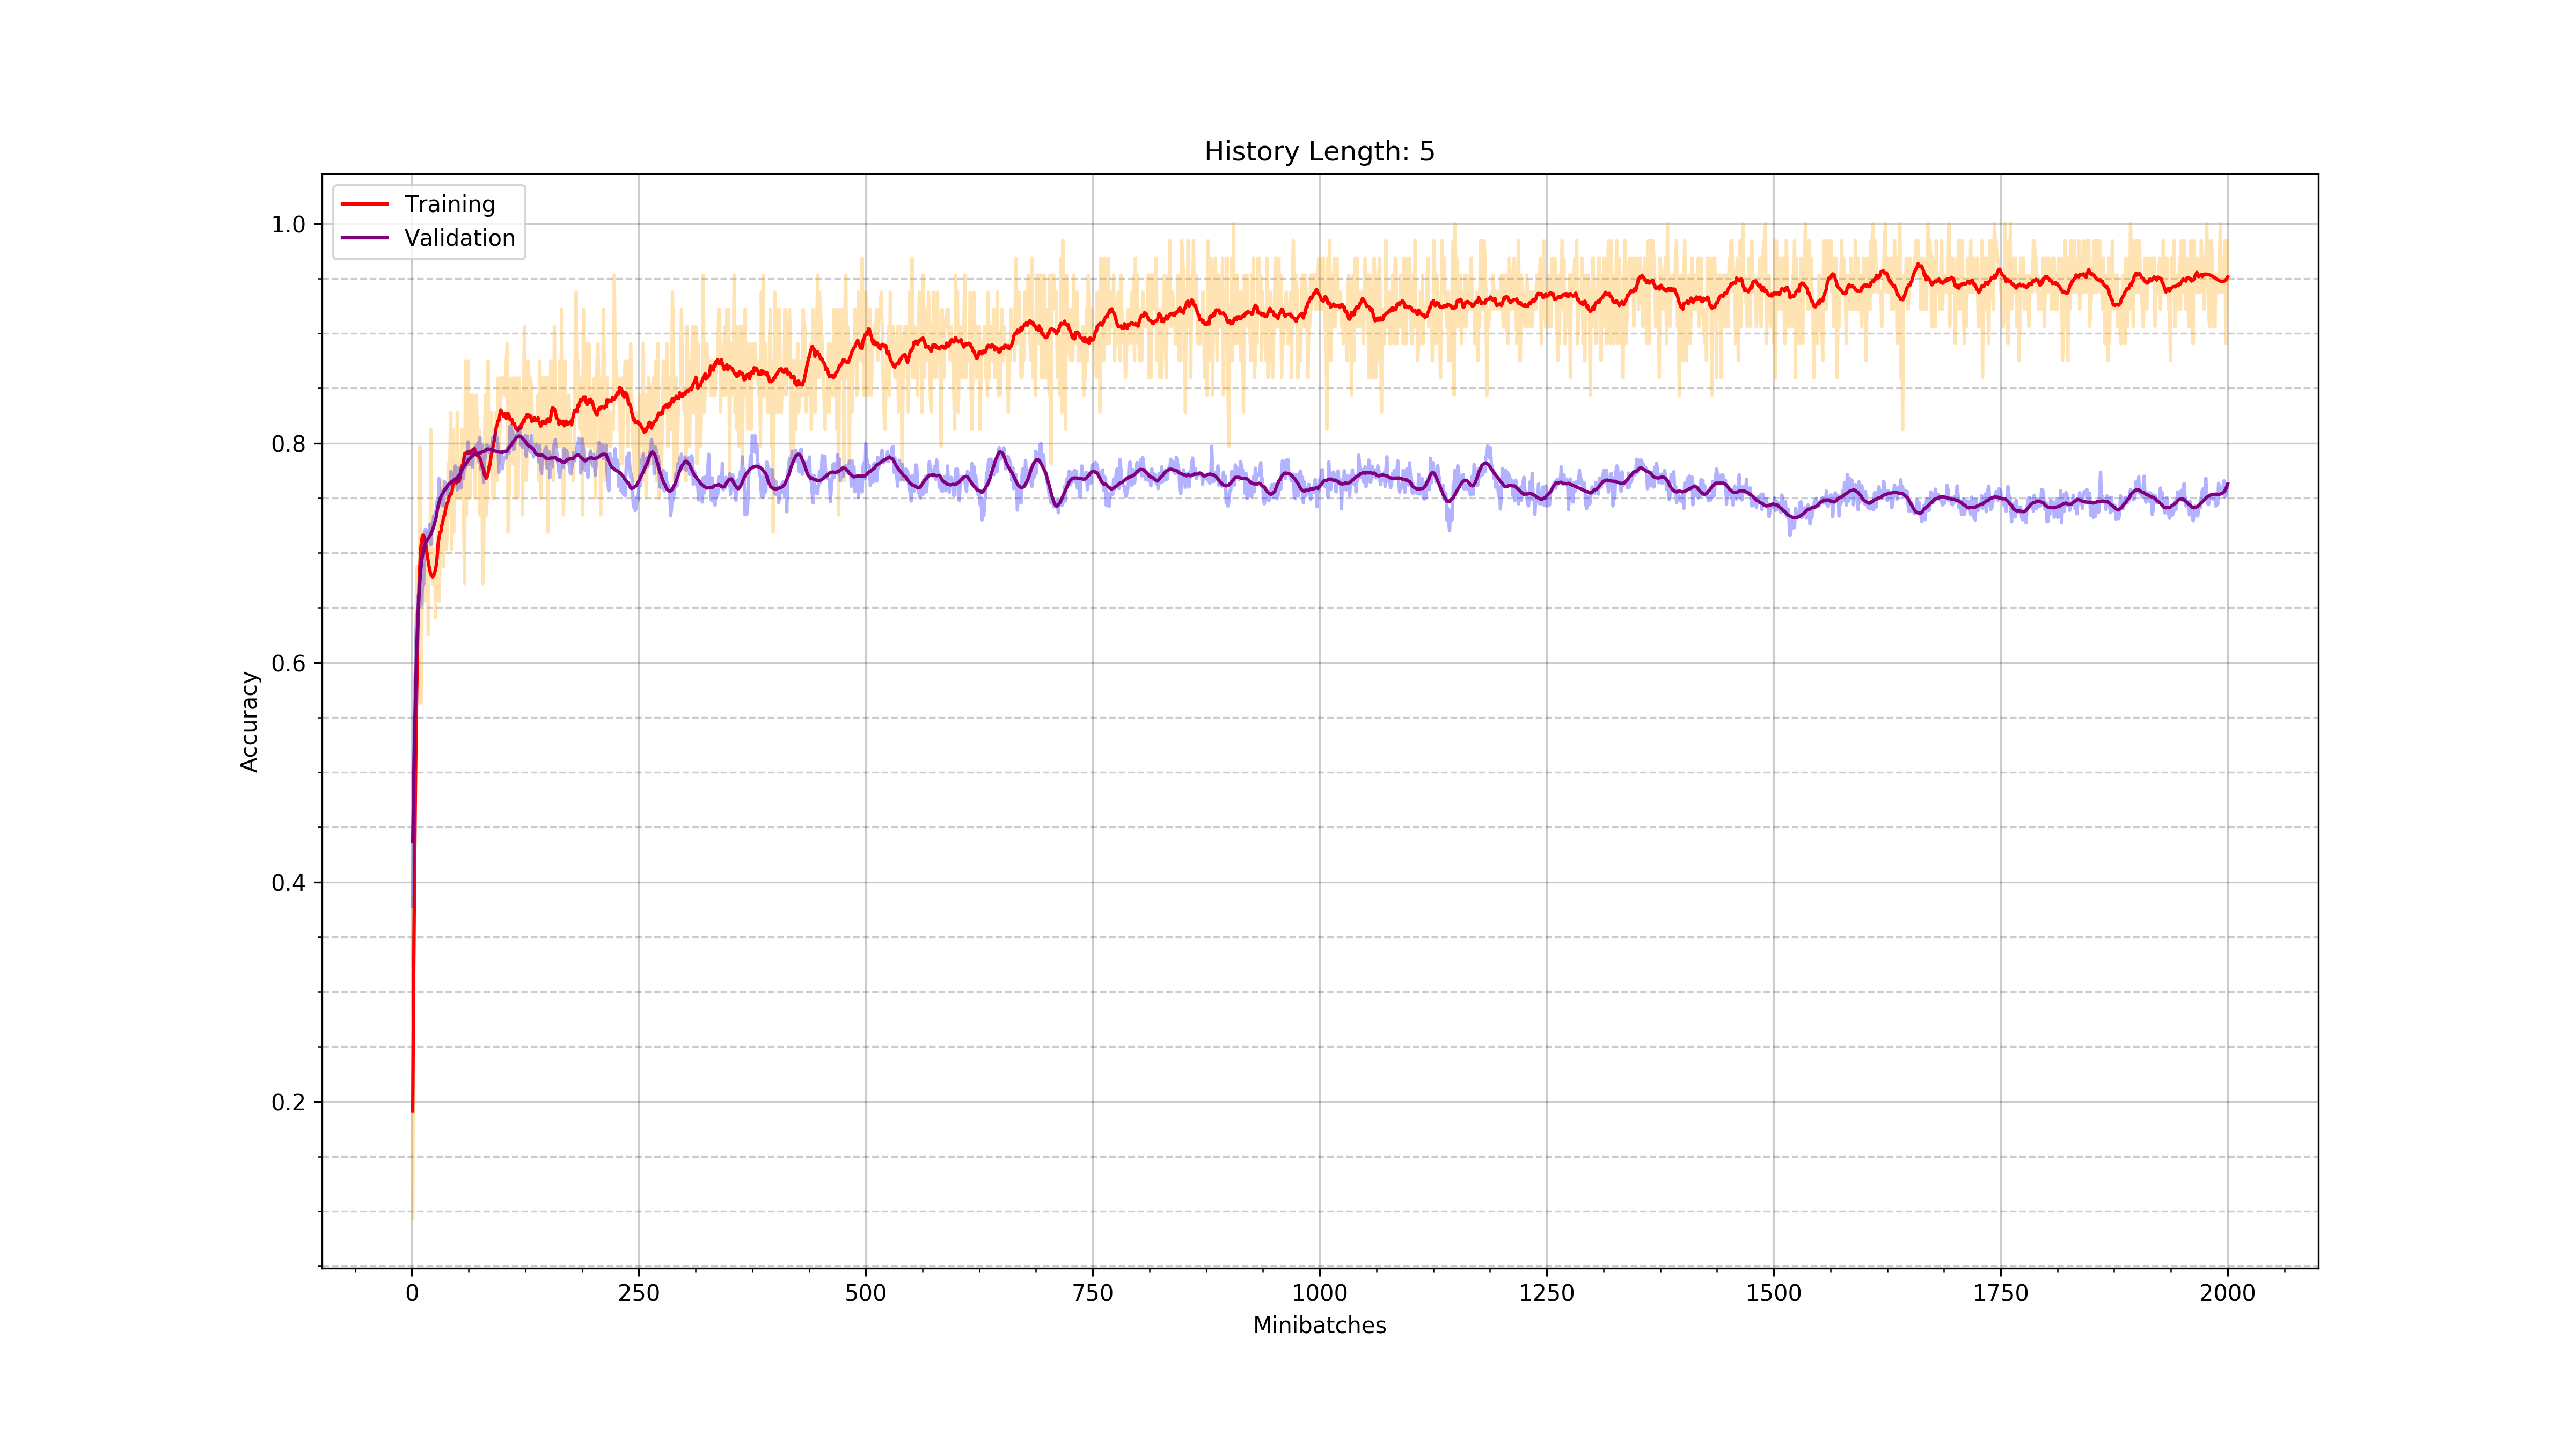 History Length: 5
Training
Validation
1.0
0.8
0.6
0.4
0.2
Accuracy
0 250 500 750 1000 1250 1500 1750 2000
Minibatches